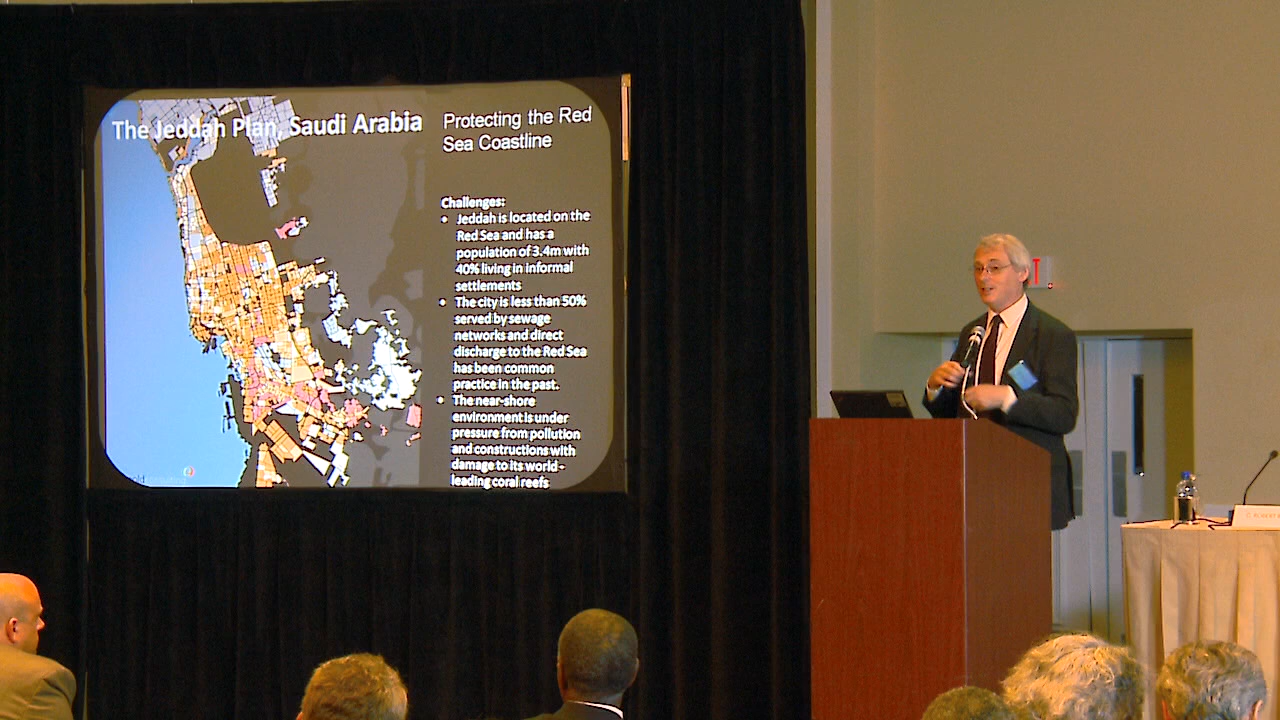 The Jeddah Plan, Saudi Arabia
Protecting the Red
Sea Coastline
Challenges:
• Jeddah is located on the
Red Sea and has a
population of 3.4m with
40% living in informal
settlements
• The city is less than 50%
served by sewage
networks and direct
discharge to the Red Sea
has been common
practice in the past.
• The near-shore
environment is under
pressure from pollution
and constructions with
damage to its world -
leading coral reefs